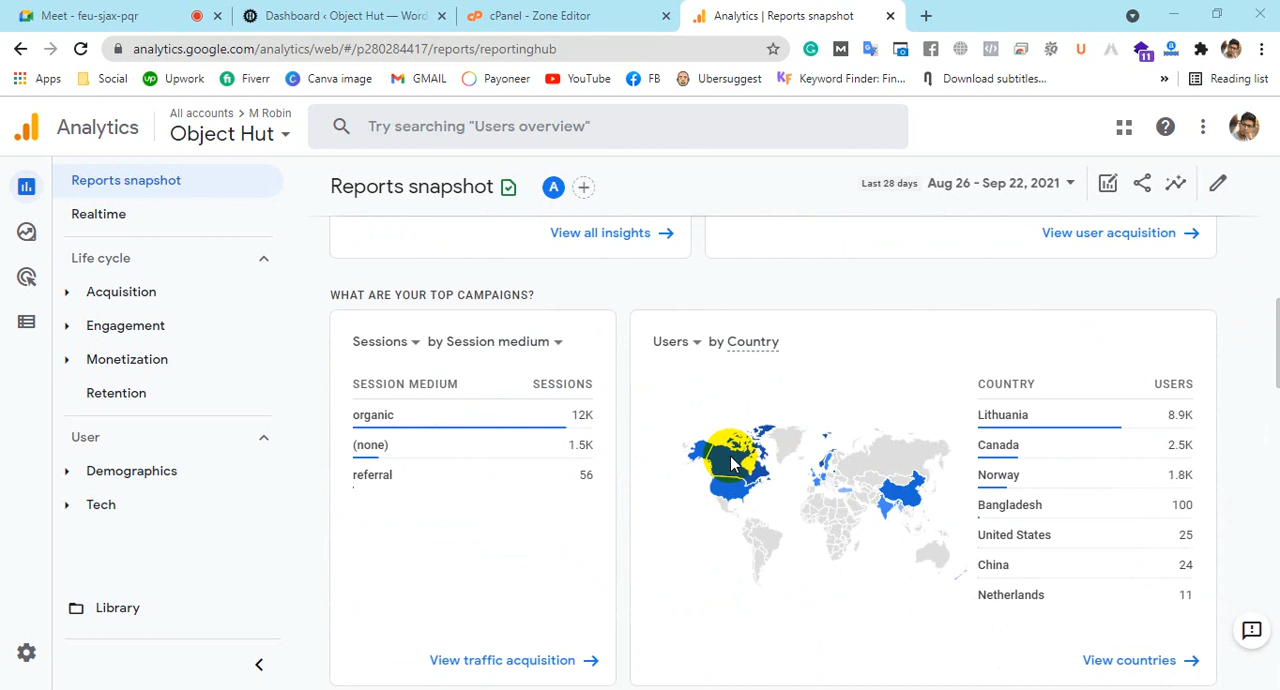 Meet - feu-sjax-pqr
Dashboard ‹ Object Hut — Word
cPanel - Zone Editor
Analytics | Reports snapshot
analytics.google.com/analytics/web/#/p280284417/reports/reportinghub
11
Apps
Social
Upwork
Fiverr
Canva image
GMAIL
Payoneer
YouTube
FB
Ubersuggest
Keyword Finder: Fin...
Download subtitles...
»
Reading list
Analytics
All accounts > M Robin
Object Hut
Try searching "Users overview"
Reports snapshot
Realtime
Life cycle
Acquisition
Engagement
Monetization
Retention
User
Demographics
Tech
Library
Reports snapshot
A
Last 28 days
Aug 26 - Sep 22, 2021
View all insights
View user acquisition
WHAT ARE YOUR TOP CAMPAIGNS?
Sessions by Session medium
SESSION MEDIUM SESSIONS
organic 12K
(none) 1.5K
referral 56
View traffic acquisition
Users by Country
COUNTRY USERS
Lithuania 8.9K
Canada 2.5K
Norway 1.8K
Bangladesh 100
United States 25
China 24
Netherlands 11
View countries